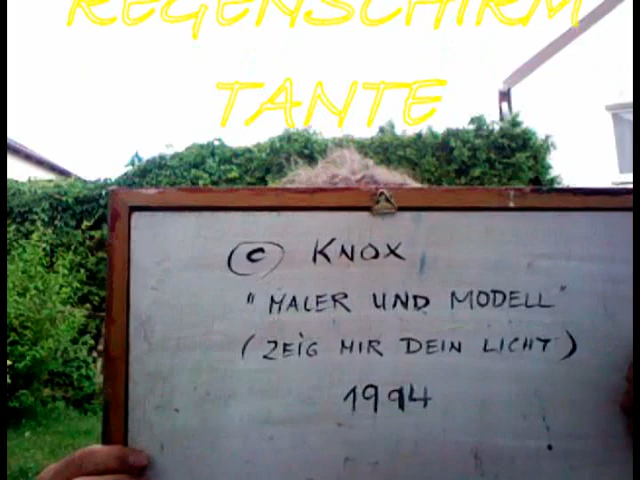 REGENSCHIRM
TANTE
© KNOX
"MALER UND MODELL"
(ZEIG MIR DEIN LICHT)
1994